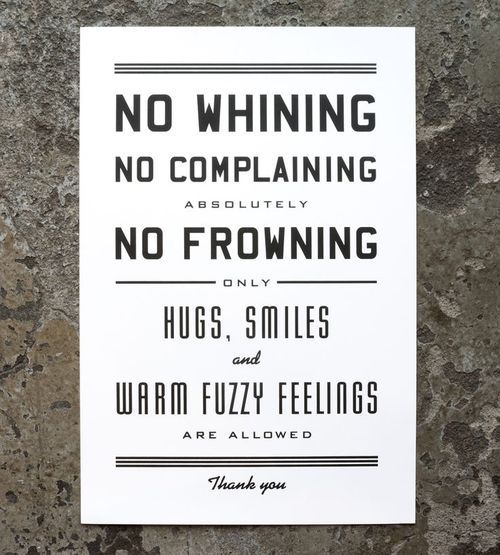 NO WHINING
NO COMPLAINING
ABSOLUTELY
NO FROWNING
ONLY
HUGS, SMILES
and
WARM FUZZY FEELINGS
ARE ALLOWED
Thank you